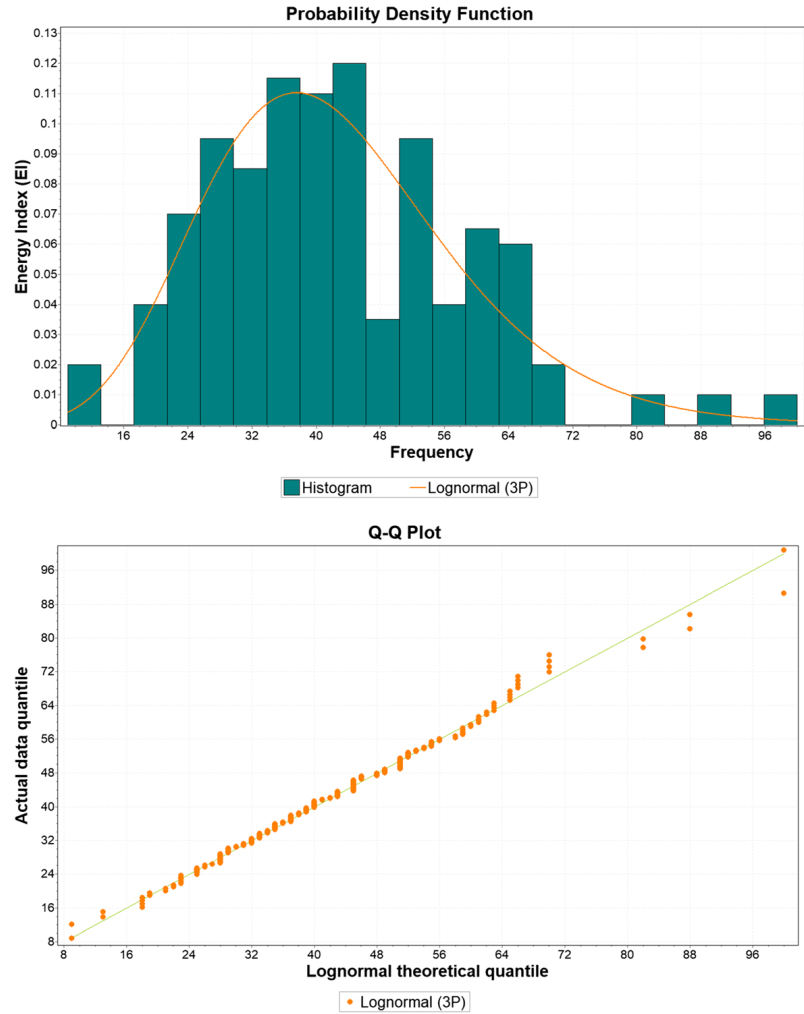 Probability Density Function
0.13
0.12
0.11
0.1
0.09
0.08
0.07
0.06
0.05
0.04
0.03
0.02
0.01
0
Energy Index (EI)
16 24 32 40 48 56 64 72 80 88 96
Frequency
Histogram Lognormal (3P)
Q-Q Plot
96
88
80
72
64
56
48
40
32
24
16
8
Actual data quantile
8 16 24 32 40 48 56 64 72 80 88 96
Lognormal theoretical quantile
Lognormal (3P)